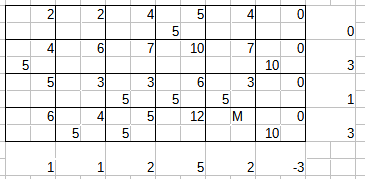 2 2 4 5 4 0
5 0
4 6 7 10 7 0
5 10 3
5 3 3 6 3 0
5 5 5 1
6 4 5 12 M 0
5 5 10 3
1 1 2 5 2 -3